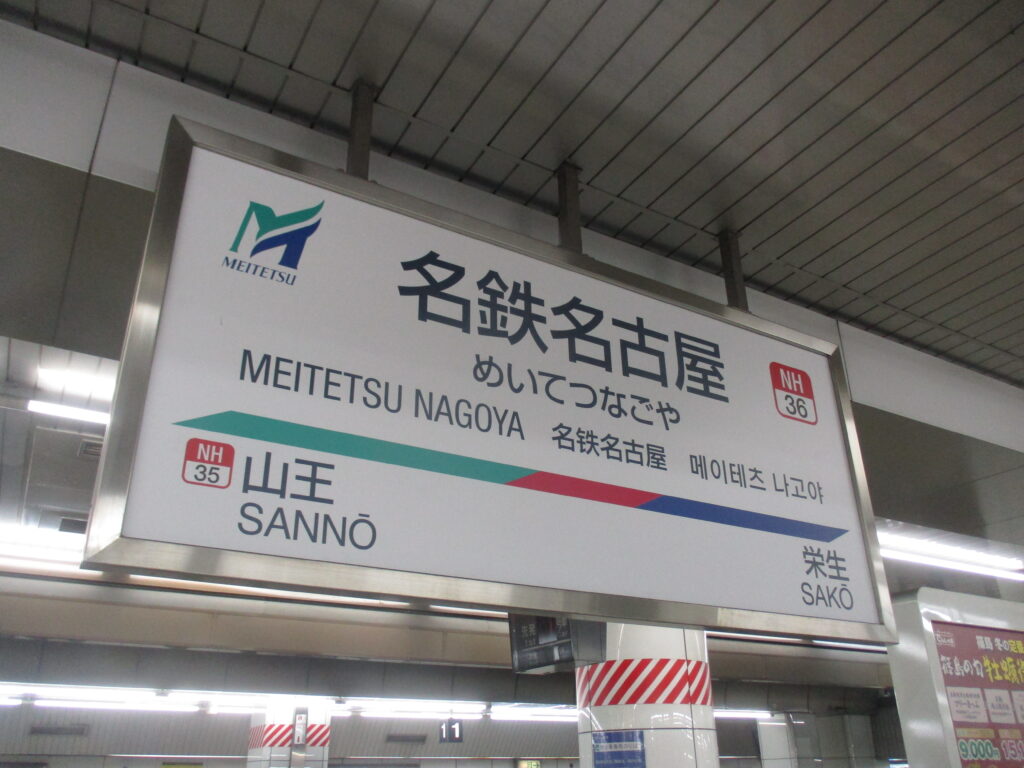 MEITETSU
名鉄名古屋
めいてつなごや
NH
36
MEITETSU NAGOYA
名鉄名古屋
메이테츠 나고야
NH
35
山王
SANNŌ
栄生
SAKŌ
11